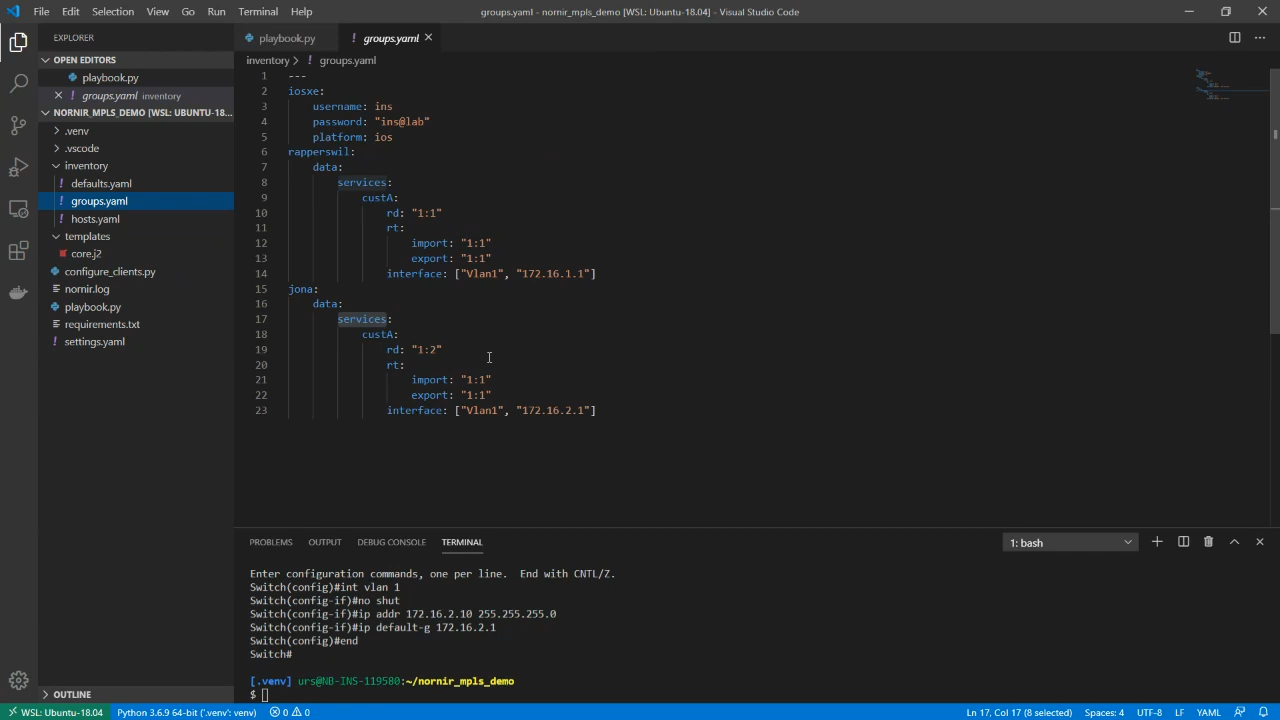 File Edit Selection View Go Run Terminal Help
groups.yaml - nornir_mpls_demo [WSL: Ubuntu-18.04] - Visual Studio Code
EXPLORER
OPEN EDITORS
playbook.py
groups.yaml inventory
NORNIR_MPLS_DEMO [WSL: UBUNTU-18...
.venv
.vscode
inventory
defaults.yaml
groups.yaml
hosts.yaml
templates
core.j2
configure_clients.py
nornir.log
playbook.py
requirements.txt
settings.yaml
OUTLINE
playbook.py groups.yaml
inventory > groups.yaml
1 ---
2 iosxe:
3 username: ins
4 password: "ins@lab"
5 platform: ios
6 rapperswil:
7 data:
8 services:
9 custA:
10 rd: "1:1"
11 rt:
12 import: "1:1"
13 export: "1:1"
14 interface: ["Vlan1", "172.16.1.1"]
15 jona:
16 data:
17 services:
18 custA:
19 rd: "1:2"
20 rt:
21 import: "1:1"
22 export: "1:1"
23 interface: ["Vlan1", "172.16.2.1"]
PROBLEMS OUTPUT DEBUG CONSOLE TERMINAL
1: bash
Enter configuration commands, one per line. End with CNTL/Z.
Switch(config)#int vlan 1
Switch(config-if)#no shut
Switch(config-if)#ip addr 172.16.2.10 255.255.255.0
Switch(config-if)#ip default-g 172.16.2.1
Switch(config)#end
Switch#
[.venv] urs@NB-INS-119580:~/nornir_mpls_demo
$
WSL: Ubuntu-18.04 Python 3.6.9 64-bit ('.venv': venv) 0 0 Ln 17, Col 17 (8 selected) Spaces: 4 UTF-8 LF YAML